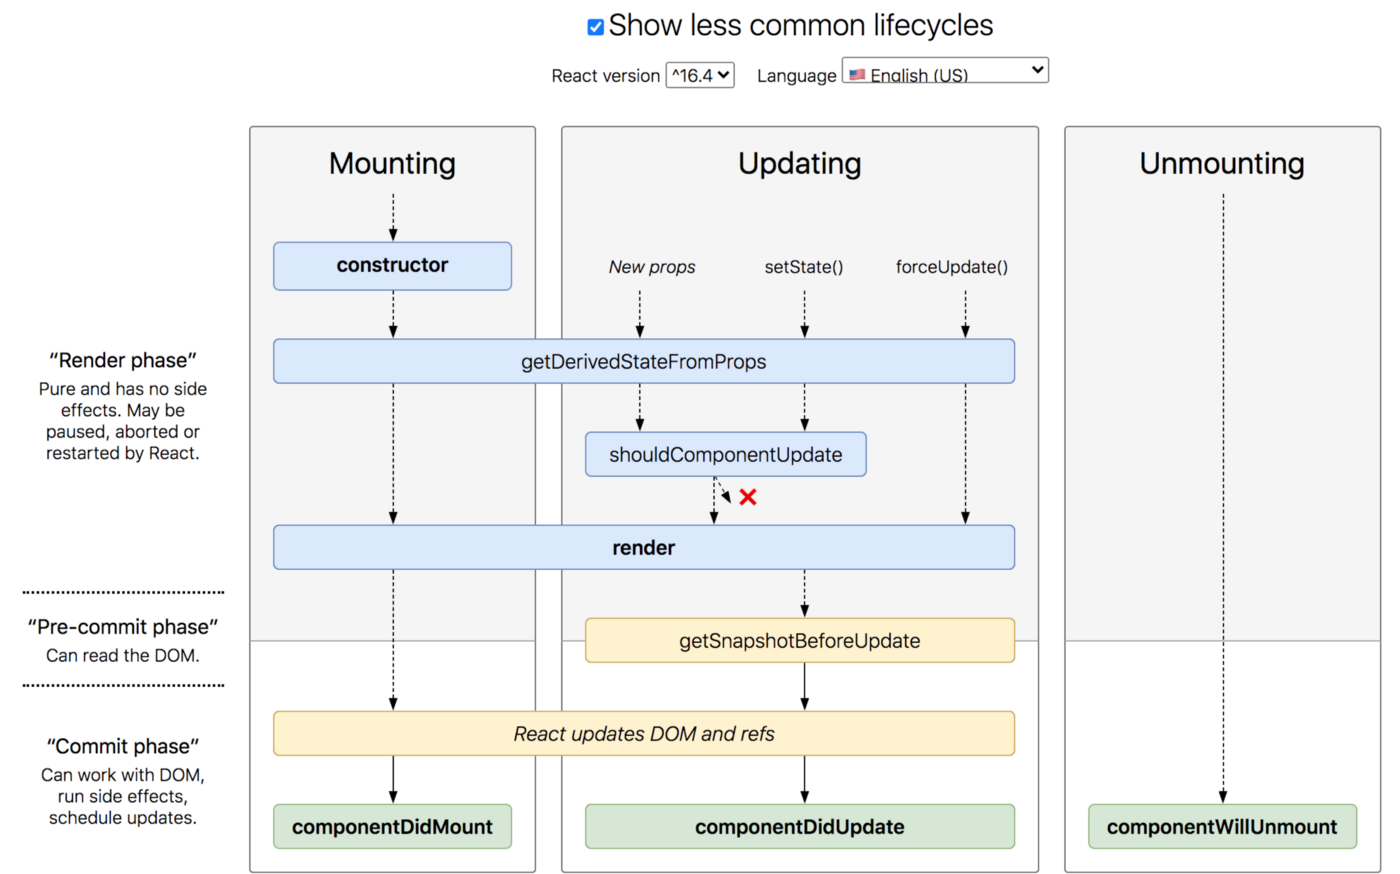 Show less common lifecycles
React version ^16.4 Language English (US)
Mounting
Updating
Unmounting
constructor
New props
setState()
forceUpdate()
“Render phase”
Pure and has no side
effects. May be
paused, aborted or
restarted by React.
getDerivedStateFromProps
shouldComponentUpdate
render
“Pre-commit phase”
Can read the DOM.
getSnapshotBeforeUpdate
React updates DOM and refs
“Commit phase”
Can work with DOM,
run side effects,
schedule updates.
componentDidMount
componentDidUpdate
componentWillUnmount